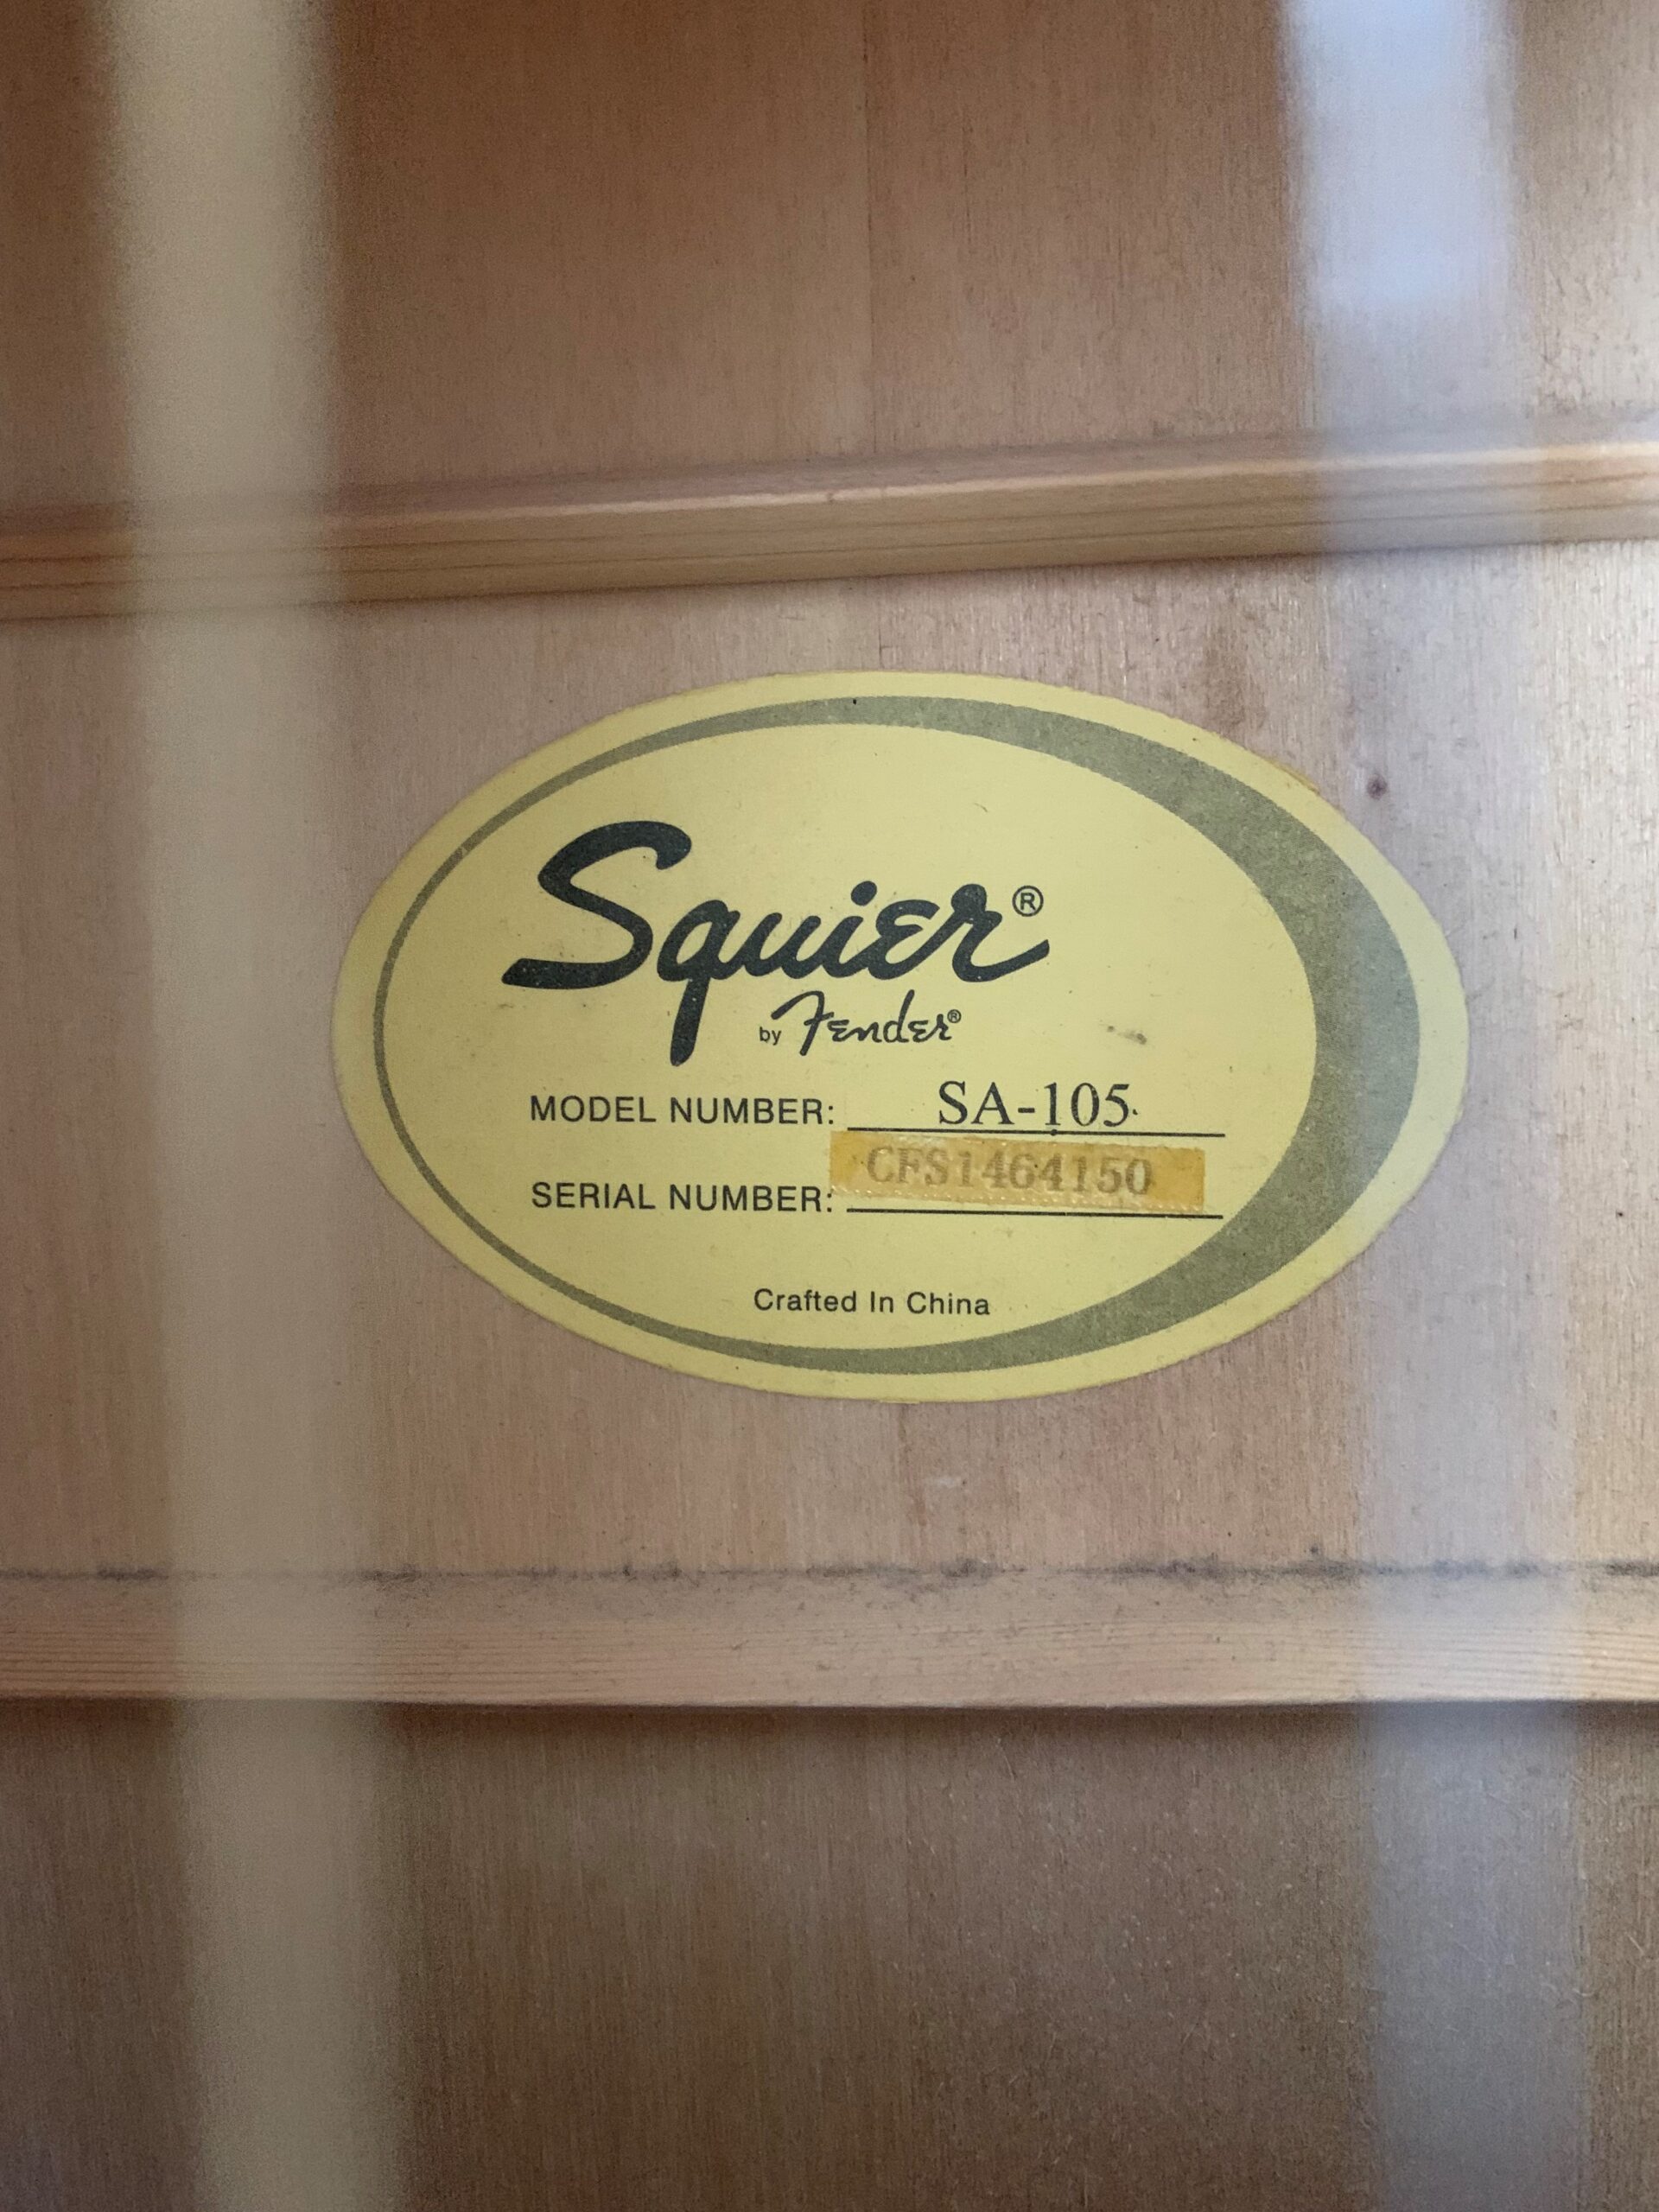 Squier®
by Fender®
MODEL NUMBER: SA-105
SERIAL NUMBER: CFS1464150
Crafted In China